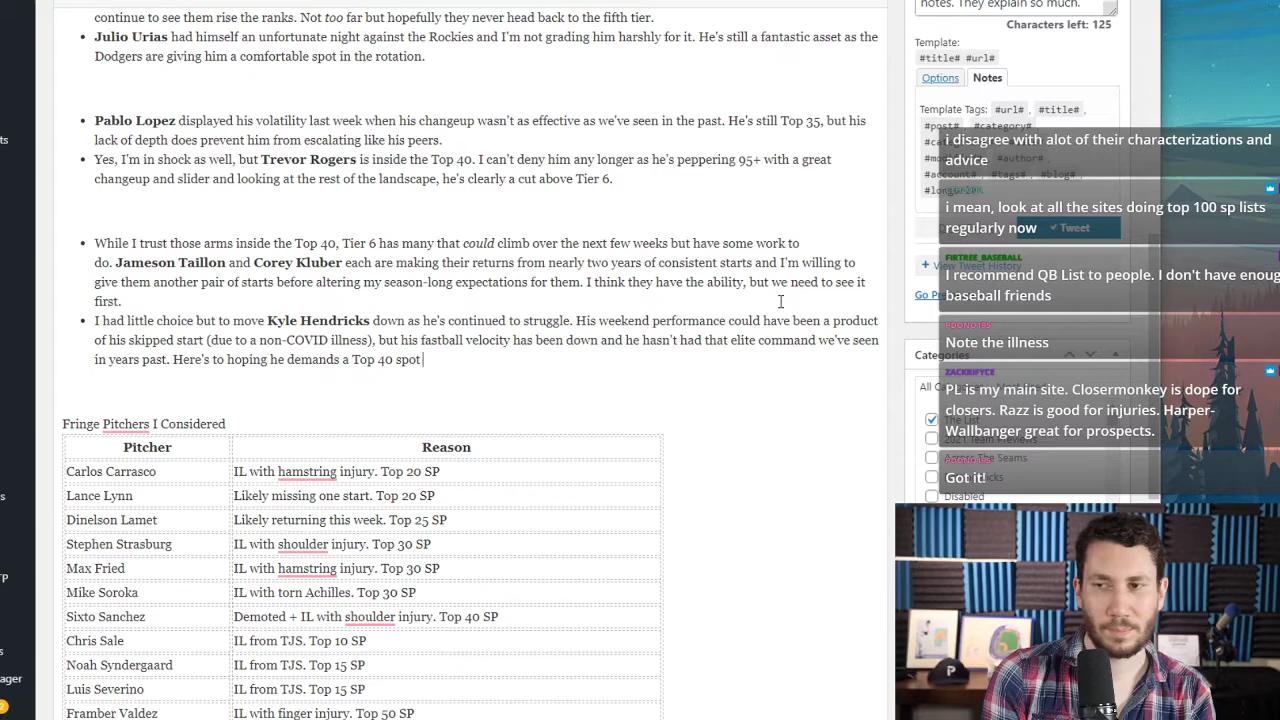 continue to see them rise the ranks. Not too far but hopefully they never head back to the fifth tier.
Julio Urias had himself an unfortunate night against the Rockies and I'm not grading him harshly for it. He's still a fantastic asset as the
Dodgers are giving him a comfortable spot in the rotation.
Pablo Lopez displayed his volatility last week when his changeup wasn't as effective as we've seen in the past. He's still Top 35, but his
lack of depth does prevent him from escalating like his peers.
Yes, I'm in shock as well, but Trevor Rogers is inside the Top 40. I can't deny him any longer as he's peppering 95+ with a great
changeup and slider and looking at the rest of the landscape, he's clearly a cut above Tier 6.
While I trust those arms inside the Top 40, Tier 6 has many that could climb over the next few weeks but have some work to
do. Jameson Taillon and Corey Kluber each are making their returns from nearly two years of consistent starts and I'm willing to
give them another pair of starts before altering my season-long expectations for them. I think they have the ability, but we need to see it
first.
I had little choice but to move Kyle Hendricks down as he's continued to struggle. His weekend performance could have been a product
of his skipped start (due to a non-COVID illness), but his fastball velocity has been down and he hasn't had that elite command we've seen
in years past. Here's to hoping he demands a Top 40 spot
Fringe Pitchers I Considered
Pitcher Reason
Carlos Carrasco IL with hamstring injury. Top 20 SP
Lance Lynn Likely missing one start. Top 20 SP
Dinelson Lamet Likely returning this week. Top 25 SP
Stephen Strasburg IL with shoulder injury. Top 30 SP
Max Fried IL with hamstring injury. Top 30 SP
Mike Soroka IL with torn Achilles. Top 30 SP
Sixto Sanchez Demoted + IL with shoulder injury. Top 40 SP
Chris Sale IL from TJS. Top 10 SP
Noah Syndergaard IL from TJS. Top 15 SP
Luis Severino IL from TJS. Top 15 SP
Framber Valdez IL with finger injury. Top 50 SP
notes. They explain so much.
Characters left: 125
Template:
#title# #url#
Options Notes
Template Tags: #url# , #title# ,
#post# , #category#
#author# ,
#account# , #tags# , #blog# ,
i disagree with alot of their characterizations and
advice
i mean, look at all the sites doing top 100 sp lists
regularly now
Tweet
View Tweet History
FIRTREE_BASEBALL
I recommend QB List to people. I don't have enoug
baseball friends
Go Pr
PDONO195
Note the illness
Categories
ZACKRIFYCE
PL is my main site. Closermonkey is dope for
closers. Razz is good for injuries. Harper-
Wallbanger great for prospects.
The List
2021 Team Previews
Across The Seams
PDONO195
Got it!
Disabled
ts
s
rp
s
ager
2
P